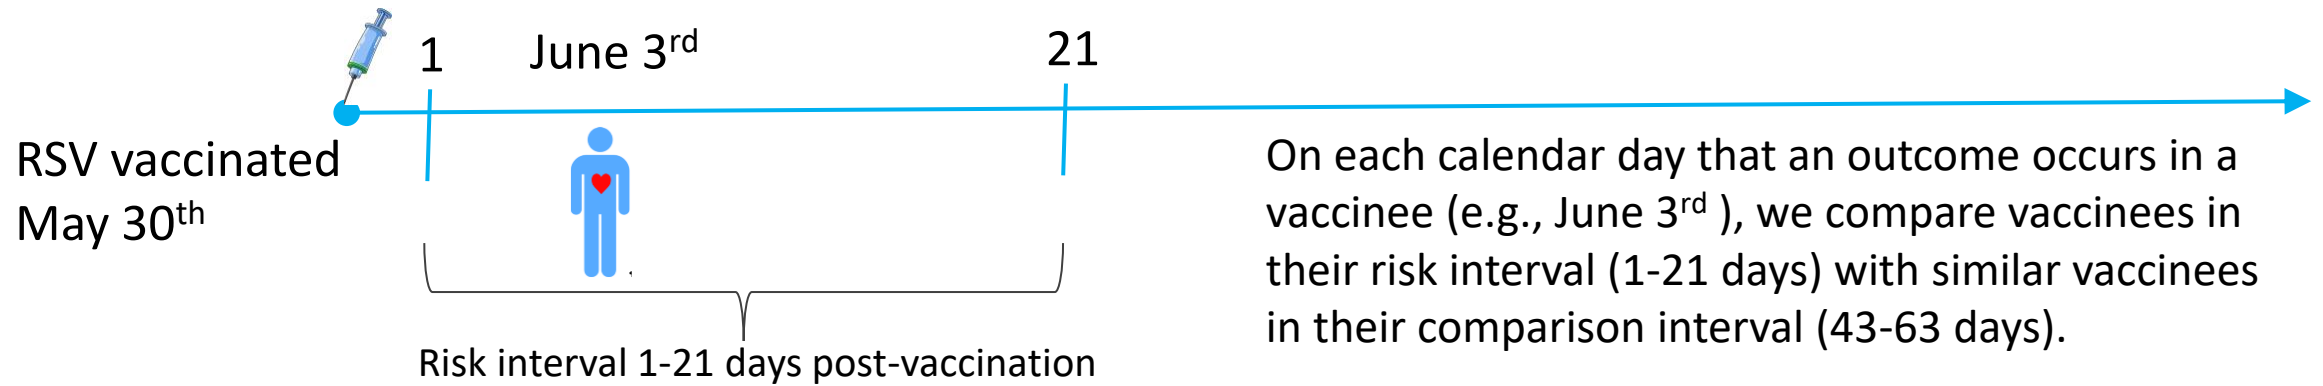 1
June 3rd
21
RSV vaccinated
May 30th
On each calendar day that an outcome occurs in a
vaccinee (e.g., June 3rd ), we compare vaccinees in
their risk interval (1-21 days) with similar vaccinees
in their comparison interval (43-63 days).
Risk interval 1-21 days post-vaccination